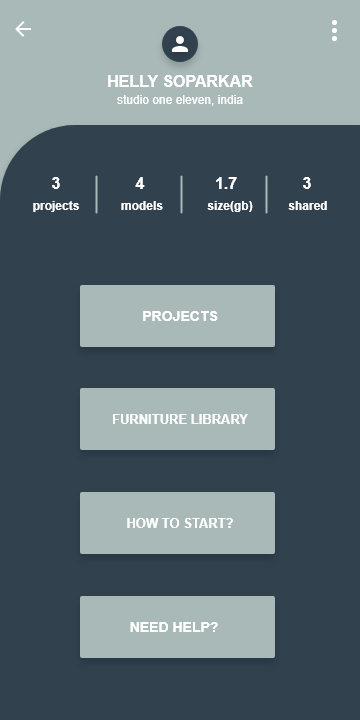 HELLY SOPARKAR
studio one eleven, india
3 4 1.7 3
projects models size(gb) shared
PROJECTS
FURNITURE LIBRARY
HOW TO START?
NEED HELP?